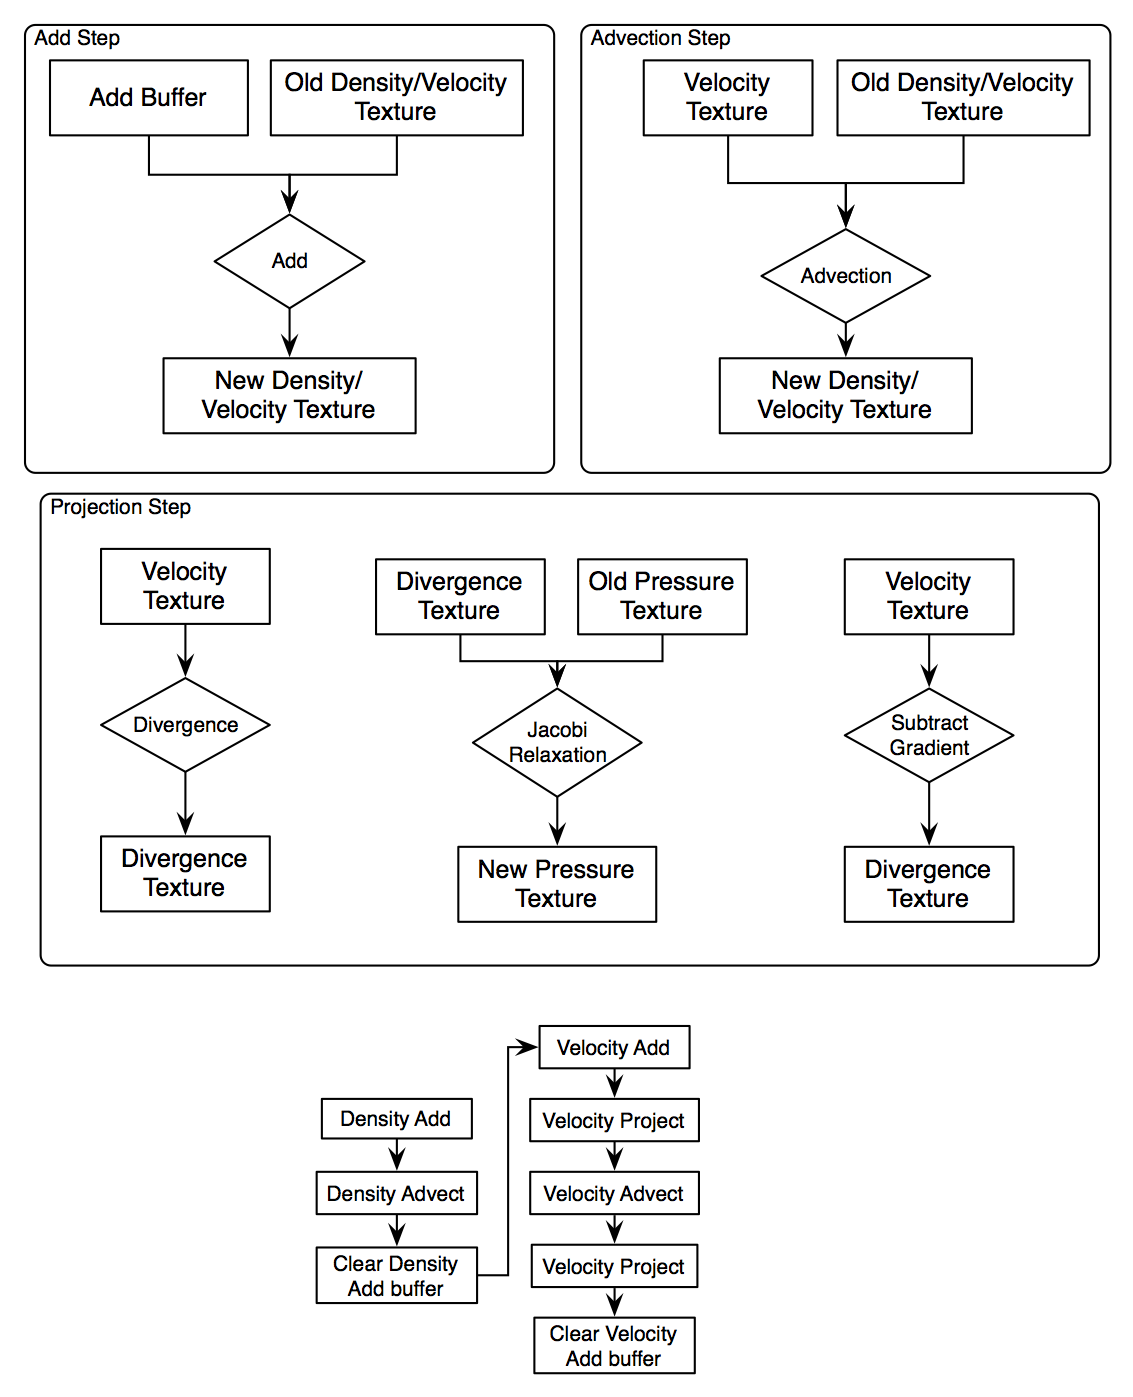 Add Step
Add Buffer
Old Density/Velocity
Texture
Add
New Density/
Velocity Texture
Advection Step
Velocity
Texture
Old Density/Velocity
Texture
Advection
New Density/
Velocity Texture
Projection Step
Velocity
Texture
Divergence
Divergence
Texture
Divergence
Texture
Old Pressure
Texture
Jacobi
Relaxation
New Pressure
Texture
Velocity
Texture
Subtract
Gradient
Divergence
Texture
Density Add
Density Advect
Clear Density
Add buffer
Velocity Add
Velocity Project
Velocity Advect
Velocity Project
Clear Velocity
Add buffer